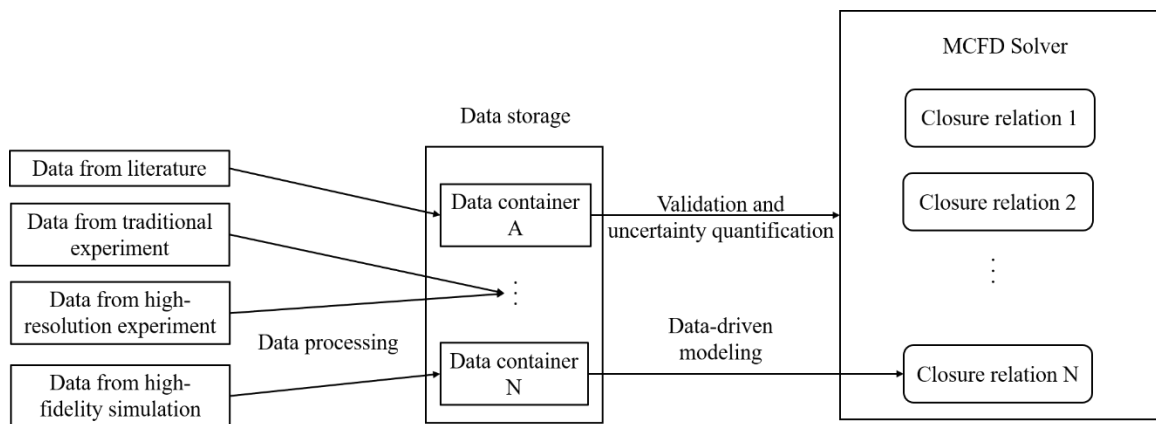 Data from literature
Data from traditional
experiment
Data from high-
resolution experiment
Data from high-
fidelity simulation
Data processing
Data storage
Data container
A
⋮
Data container
N
Validation and
uncertainty quantification
Data-driven
modeling
MCFD Solver
Closure relation 1
Closure relation 2
⋮
Closure relation N